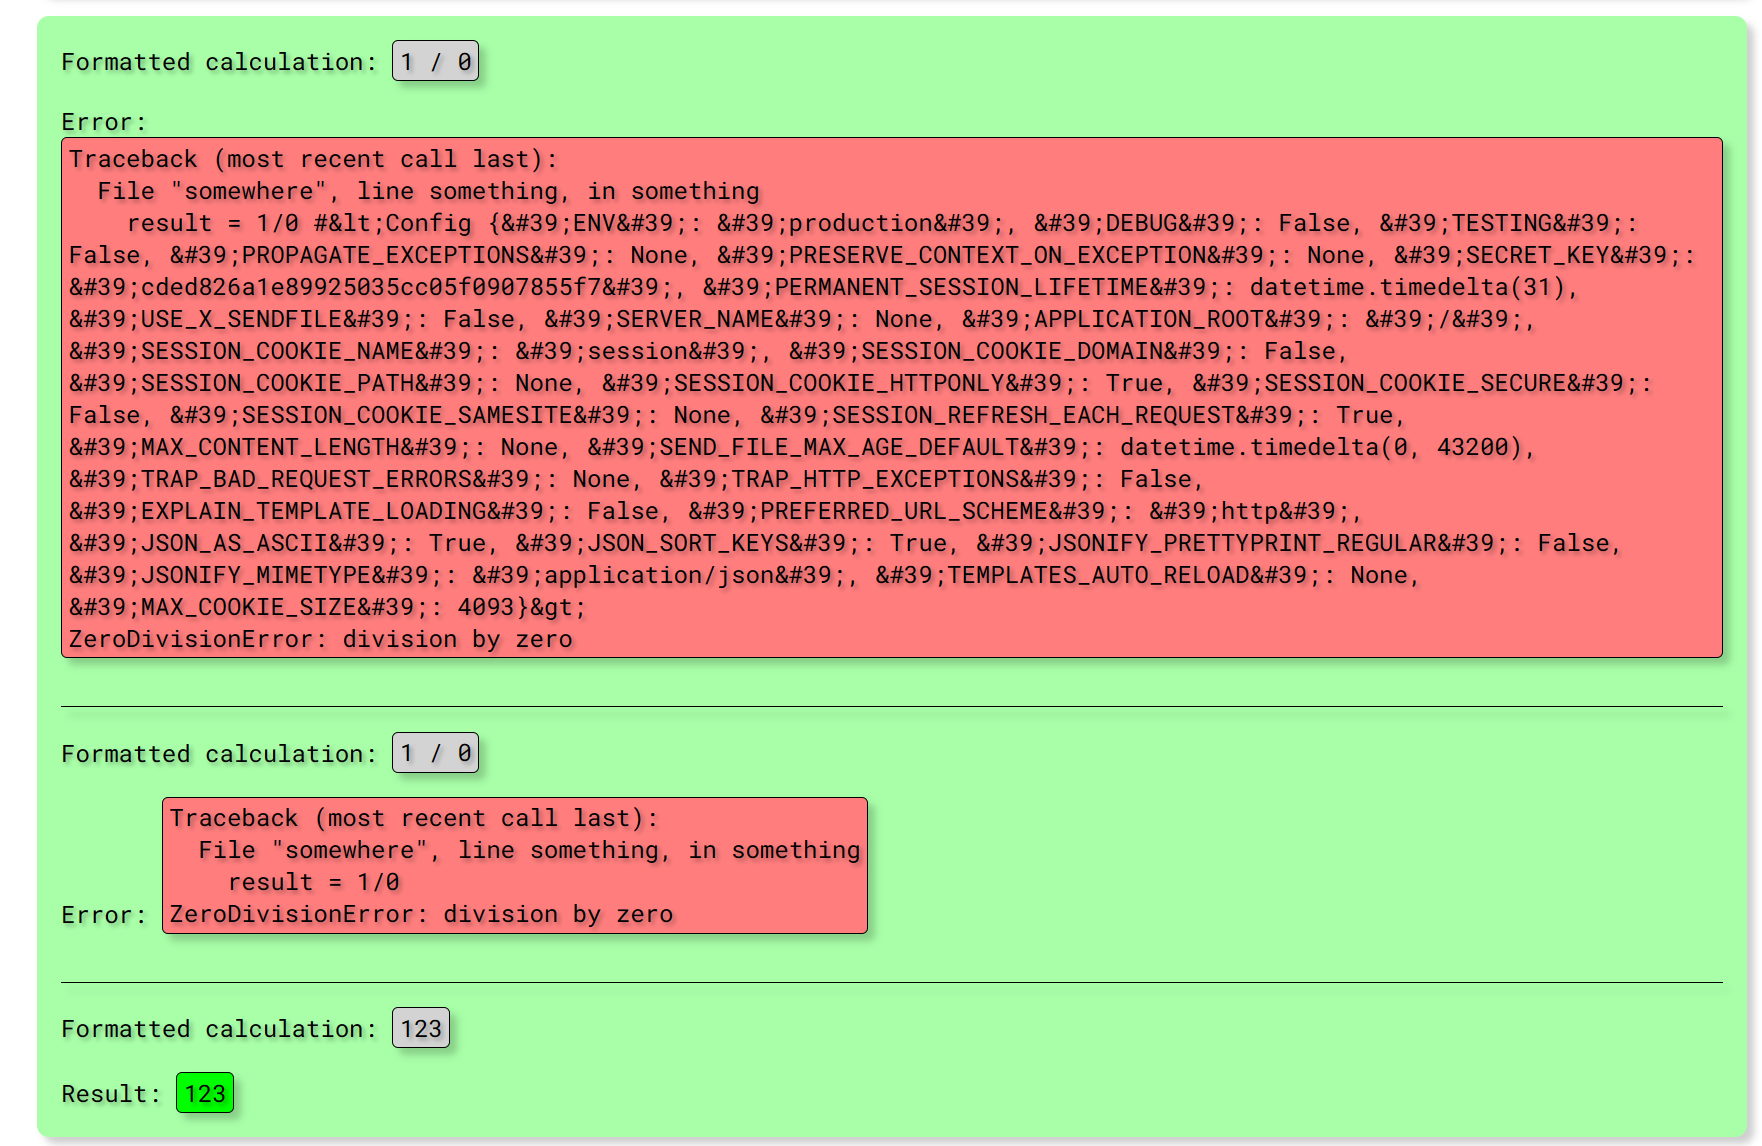 Formatted calculation: 1 / 0
Error:
Traceback (most recent call last):
  File "somewhere", line something, in something
    result = 1/0 #&lt;Config {&#39;ENV&#39;: &#39;production&#39;, &#39;DEBUG&#39;: False, &#39;TESTING&#39;:
False, &#39;PROPAGATE_EXCEPTIONS&#39;: None, &#39;PRESERVE_CONTEXT_ON_EXCEPTION&#39;: None, &#39;SECRET_KEY&#39;:
&#39;cded826a1e89925035cc05f0907855f7&#39;, &#39;PERMANENT_SESSION_LIFETIME&#39;: datetime.timedelta(31),
&#39;USE_X_SENDFILE&#39;: False, &#39;SERVER_NAME&#39;: None, &#39;APPLICATION_ROOT&#39;: &#39;/&#39;,
&#39;SESSION_COOKIE_NAME&#39;: &#39;session&#39;, &#39;SESSION_COOKIE_DOMAIN&#39;: False,
&#39;SESSION_COOKIE_PATH&#39;: None, &#39;SESSION_COOKIE_HTTPONLY&#39;: True, &#39;SESSION_COOKIE_SECURE&#39;:
False, &#39;SESSION_COOKIE_SAMESITE&#39;: None, &#39;SESSION_REFRESH_EACH_REQUEST&#39;: True,
&#39;MAX_CONTENT_LENGTH&#39;: None, &#39;SEND_FILE_MAX_AGE_DEFAULT&#39;: datetime.timedelta(0, 43200),
&#39;TRAP_BAD_REQUEST_ERRORS&#39;: None, &#39;TRAP_HTTP_EXCEPTIONS&#39;: False,
&#39;EXPLAIN_TEMPLATE_LOADING&#39;: False, &#39;PREFERRED_URL_SCHEME&#39;: &#39;http&#39;,
&#39;JSON_AS_ASCII&#39;: True, &#39;JSON_SORT_KEYS&#39;: True, &#39;JSONIFY_PRETTYPRINT_REGULAR&#39;: False,
&#39;JSONIFY_MIMETYPE&#39;: &#39;application/json&#39;, &#39;TEMPLATES_AUTO_RELOAD&#39;: None,
&#39;MAX_COOKIE_SIZE&#39;: 4093}&gt;
ZeroDivisionError: division by zero
Formatted calculation: 1 / 0
Traceback (most recent call last):
  File "somewhere", line something, in something
    result = 1/0
Error: ZeroDivisionError: division by zero
Formatted calculation: 123
Result: 123